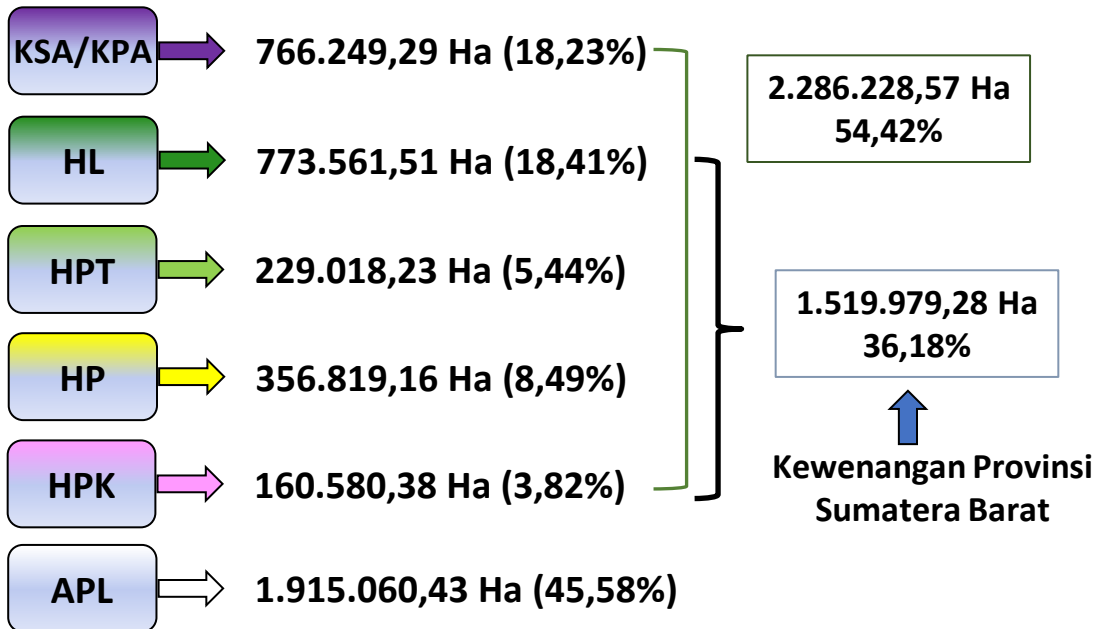 KSA/KPA
766.249,29 Ha (18,23%)
HL
773.561,51 Ha (18,41%)
HPT
229.018,23 Ha (5,44%)
HP
356.819,16 Ha (8,49%)
HPK
160.580,38 Ha (3,82%)
APL
1.915.060,43 Ha (45,58%)
2.286.228,57 Ha
54,42%
1.519.979,28 Ha
36,18%
Kewenangan Provinsi
Sumatera Barat